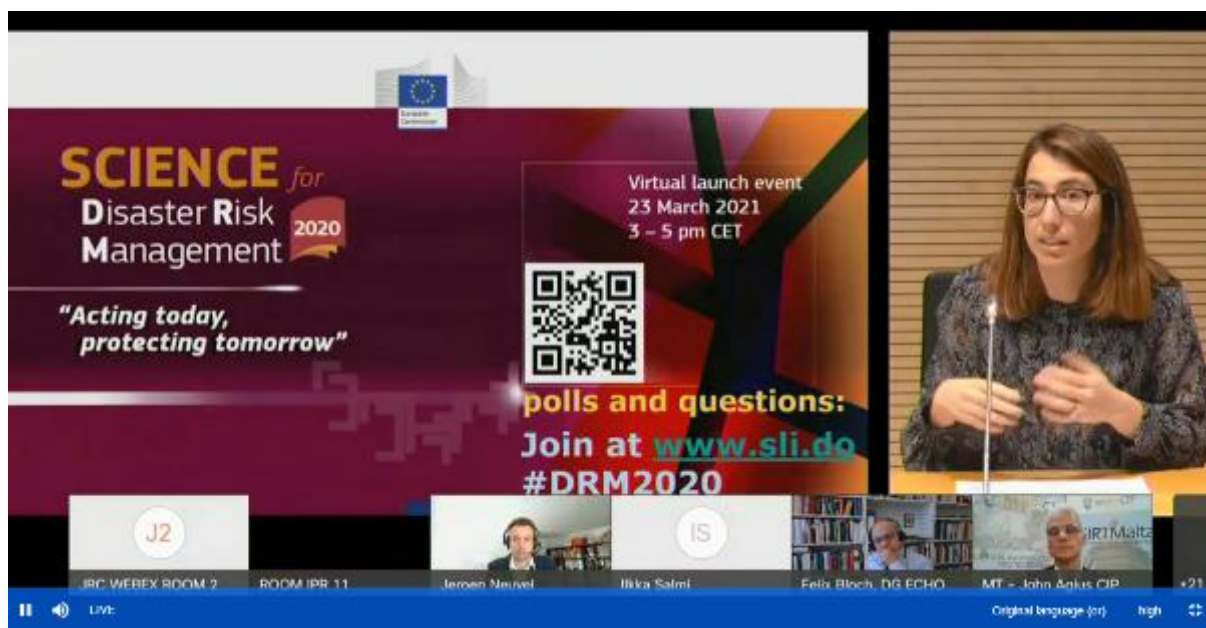 European
Commission
SCIENCE for
Disaster Risk
Management
2020
"Acting today,
protecting tomorrow"
Virtual launch event
23 March 2021
3 – 5 pm CET
polls and questions:
Join at www.sli.do
#DRM2020
J2
IS
JRC WEBEX ROOM 2
ROOM IPR 11
Jeroen Neuvel
Ilkka Salmi
Felix Bloch, DG ECHO
MT - John Agius CIP
+21
LIVE
Original language (or)
high